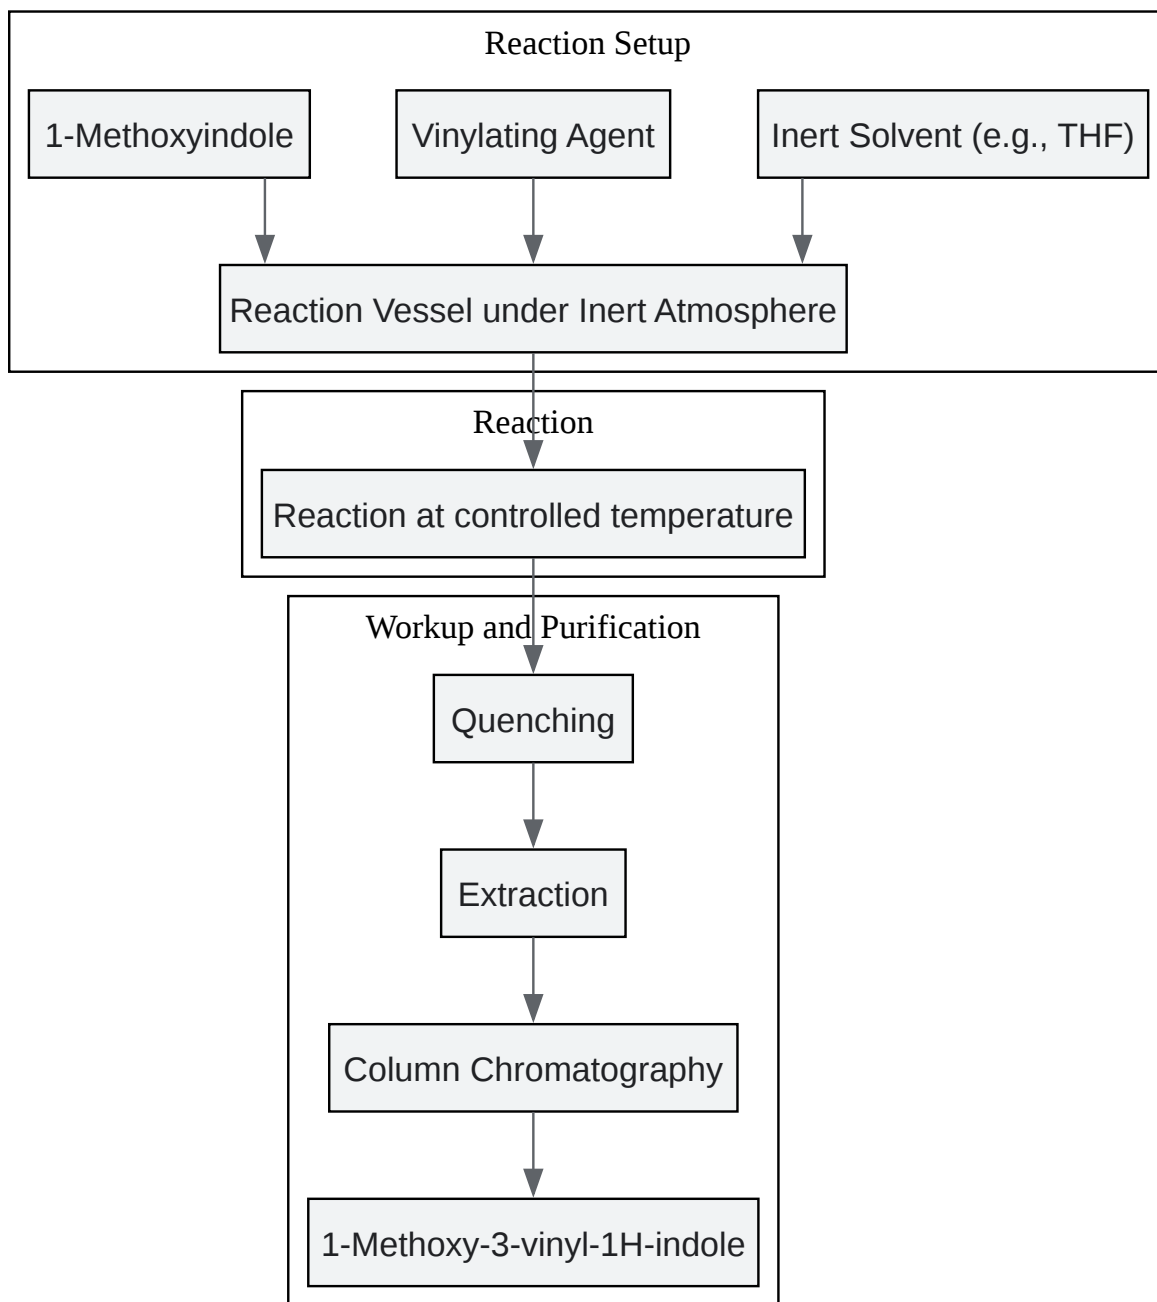 Reaction Setup
1-Methoxyindole
Vinylating Agent
Inert Solvent (e.g., THF)
Reaction Vessel under Inert Atmosphere
Reaction
Reaction at controlled temperature
Workup and Purification
Quenching
Extraction
Column Chromatography
1-Methoxy-3-vinyl-1H-indole